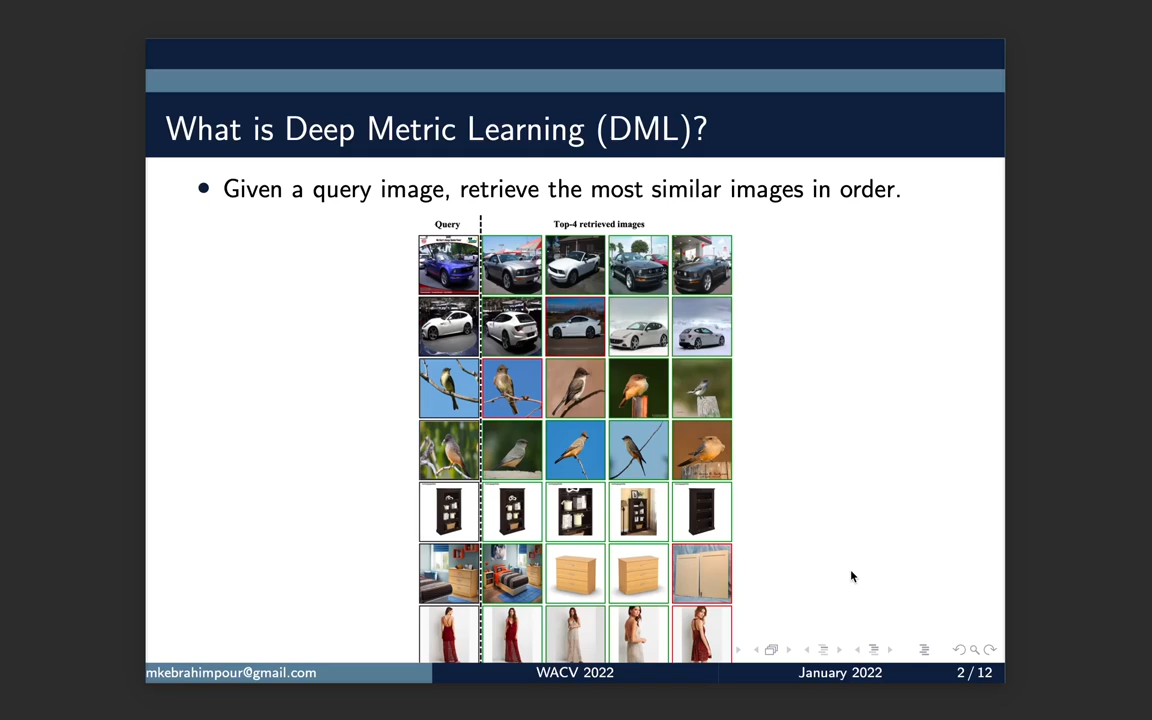 What is Deep Metric Learning (DML)?
Given a query image, retrieve the most similar images in order.
Query Top-4 retrieved images
mkebrahimpour@gmail.com WACV 2022 January 2022 2 / 12